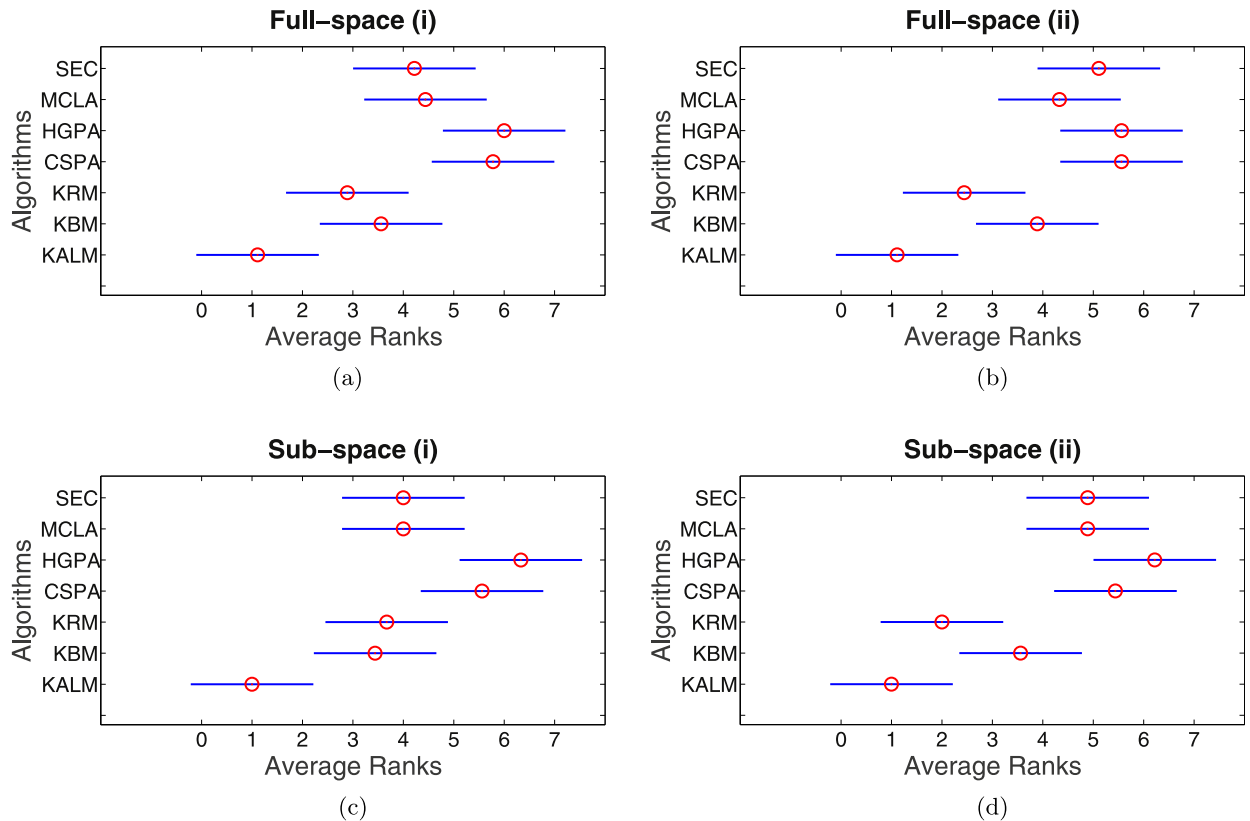 Full–space (i)
SEC
MCLA
HGPA
CSPA
KRM
KBM
KALM
Algorithms
0 1 2 3 4 5 6 7
Average Ranks
(a)
Full–space (ii)
SEC
MCLA
HGPA
CSPA
KRM
KBM
KALM
Algorithms
0 1 2 3 4 5 6 7
Average Ranks
(b)
Sub–space (i)
SEC
MCLA
HGPA
CSPA
KRM
KBM
KALM
Algorithms
0 1 2 3 4 5 6 7
Average Ranks
(c)
Sub–space (ii)
SEC
MCLA
HGPA
CSPA
KRM
KBM
KALM
Algorithms
0 1 2 3 4 5 6 7
Average Ranks
(d)